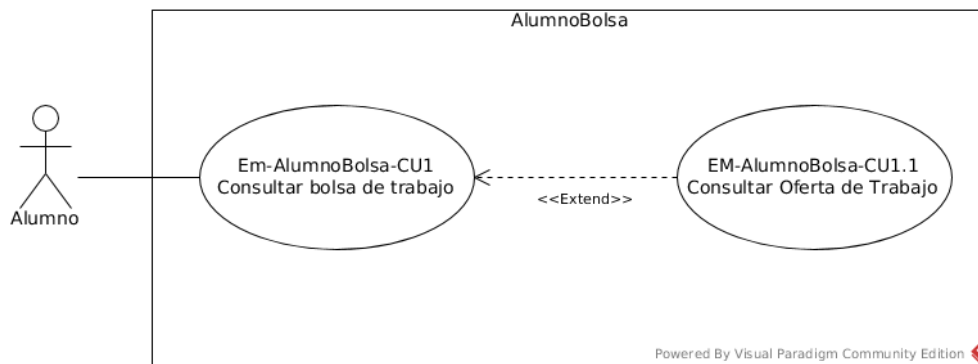 AlumnoBolsa
Em-AlumnoBolsa-CU1
Consultar bolsa de trabajo
EM-AlumnoBolsa-CU1.1
Consultar Oferta de Trabajo
<<Extend>>
Alumno
Powered By Visual Paradigm Community Edition